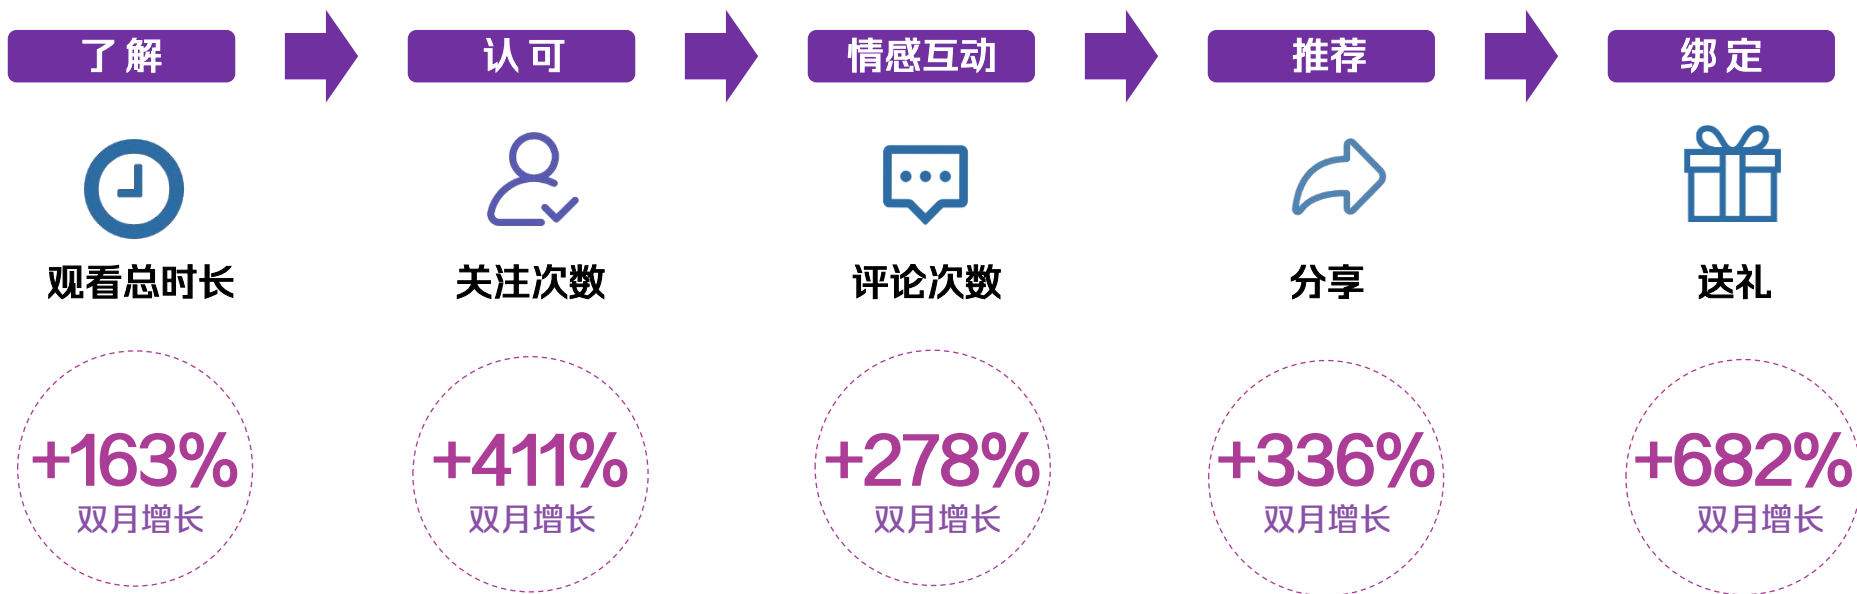 了解
认可
情感互动
推荐
绑定
观看总时长
关注次数
评论次数
分享
送礼
+163%
+411%
+278%
+336%
+682%
双月增长
双月增长
双月增长
双月增长
双月增长